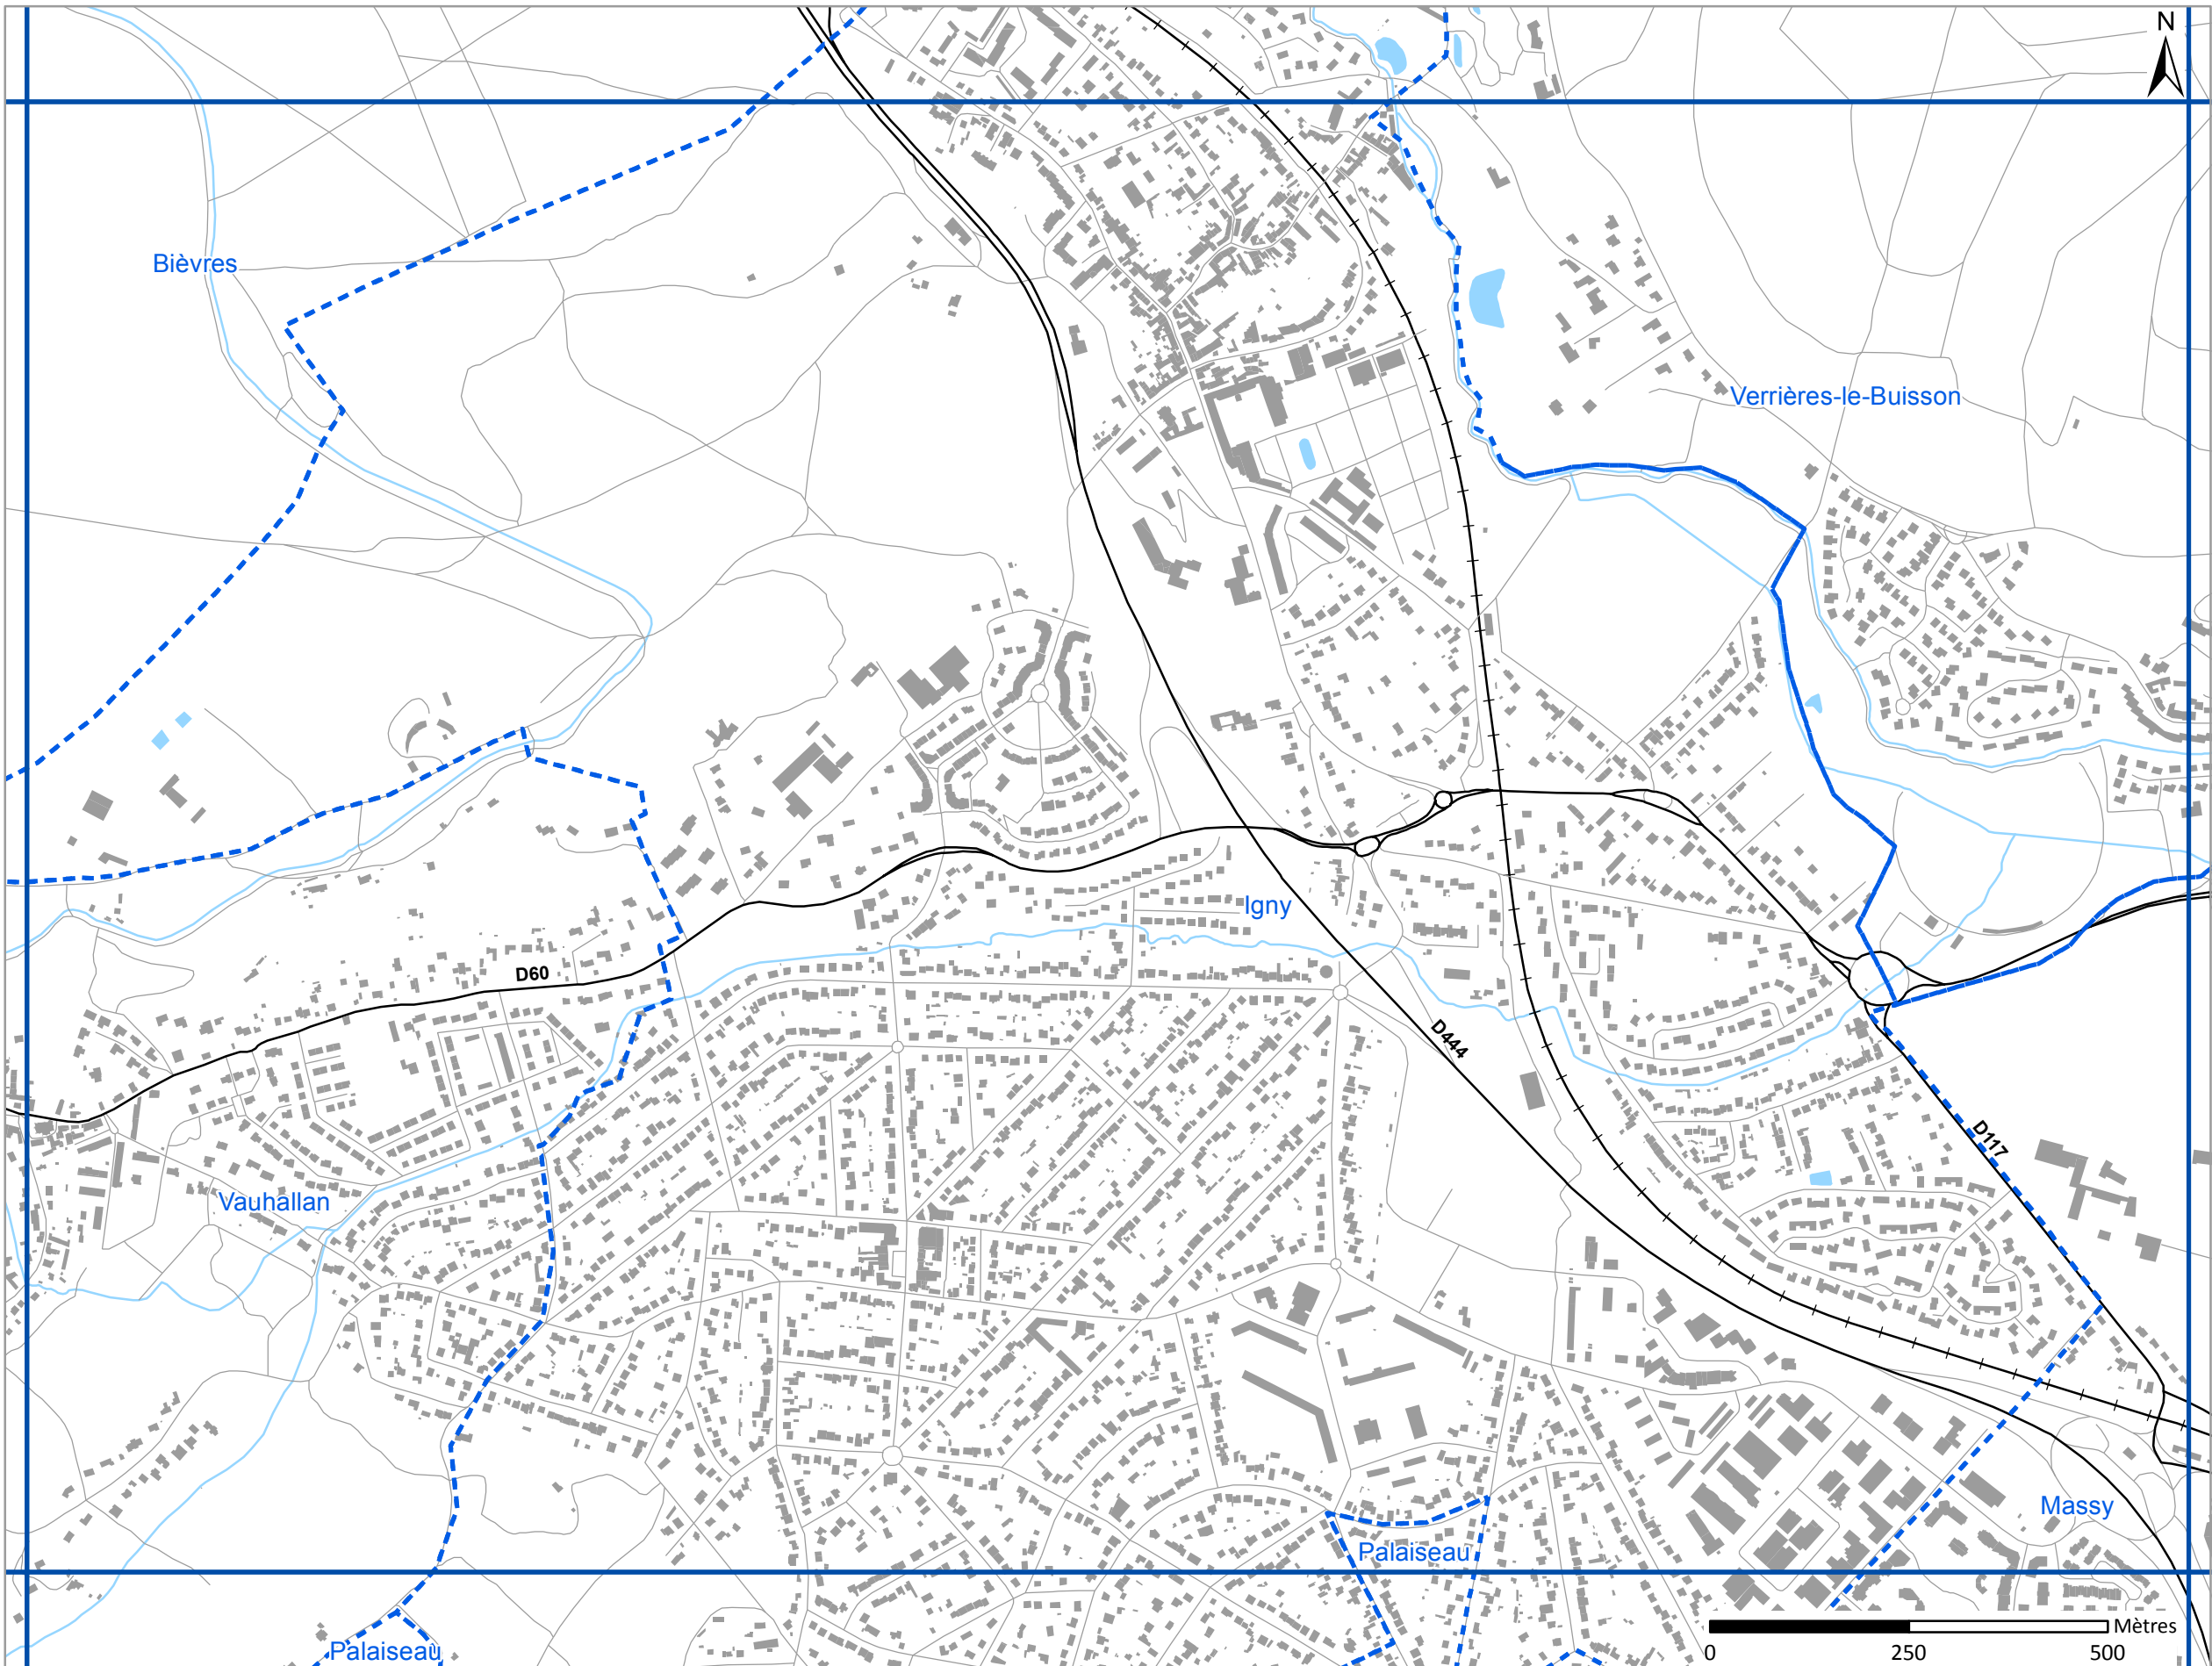 N
Bièvres
Verrières-le-Buisson
Igny
D60
D444
D117
Vauhallan
Massy
Palaiseau
Palaiseau
Mètres
0 250 500